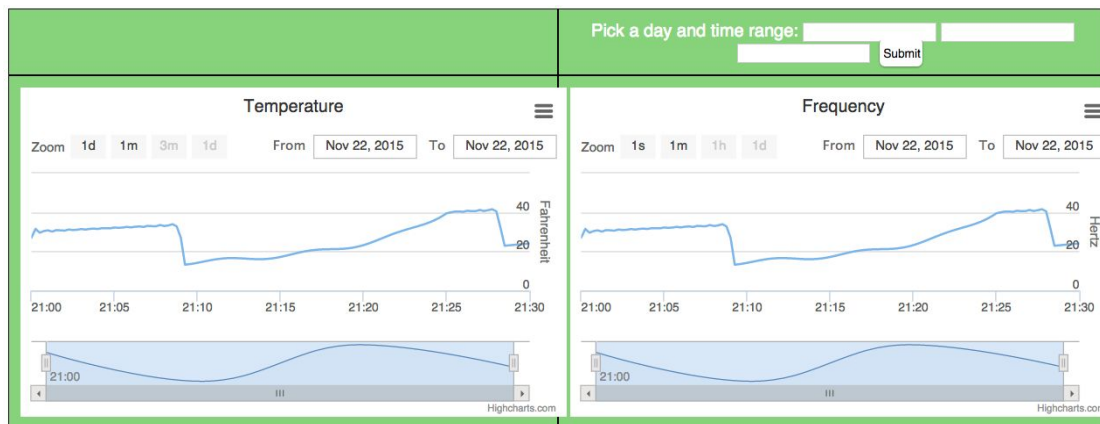 Pick a day and time range:
Submit
Temperature
Zoom 1d 1m 3m 1d From Nov 22, 2015 To Nov 22, 2015
40
20
0
Fahrenheit
21:00 21:05 21:10 21:15 21:20 21:25 21:30
21:00
Highcharts.com
Frequency
Zoom 1s 1m 1h 1d From Nov 22, 2015 To Nov 22, 2015
40
20
0
Hertz
21:00 21:05 21:10 21:15 21:20 21:25 21:30
21:00
Highcharts.com